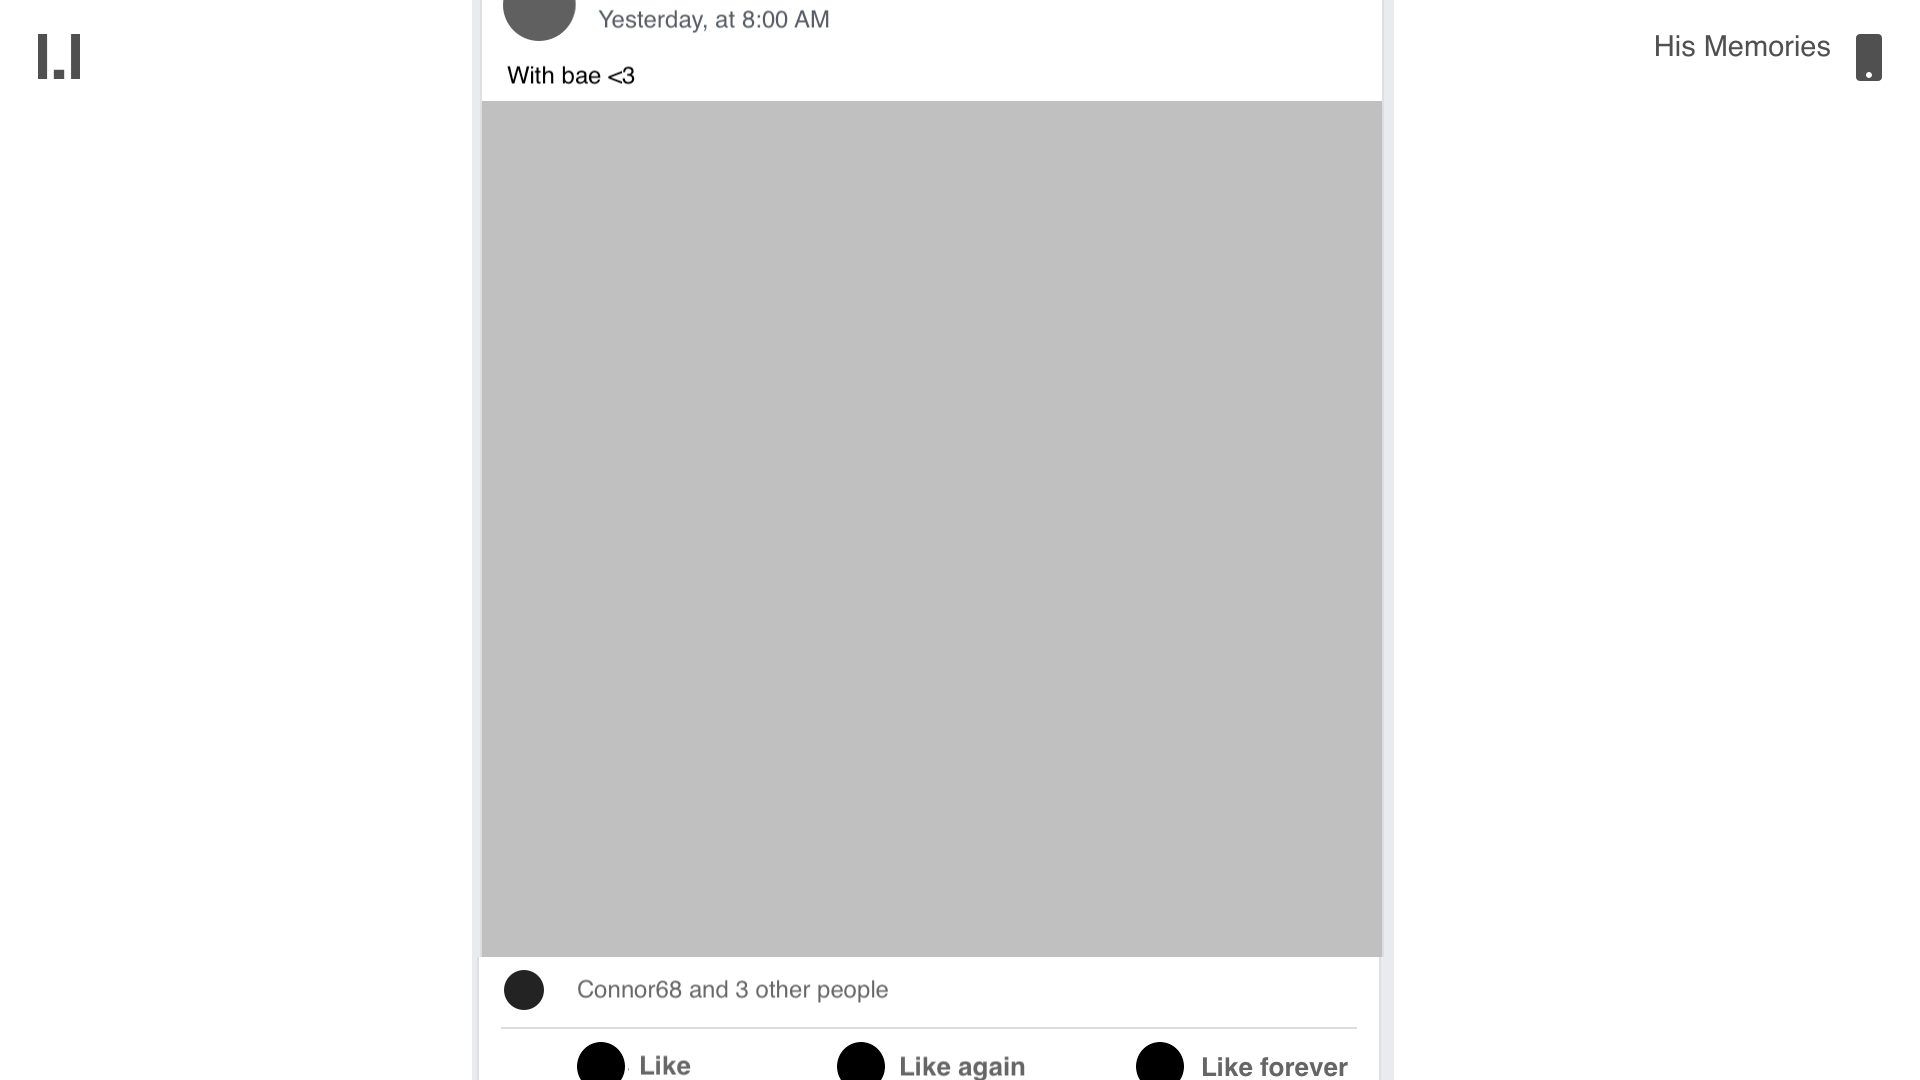 Yesterday, at 8:00 AM
His Memories
With bae <3
Connor68 and 3 other people
Like
Like again
Like forever